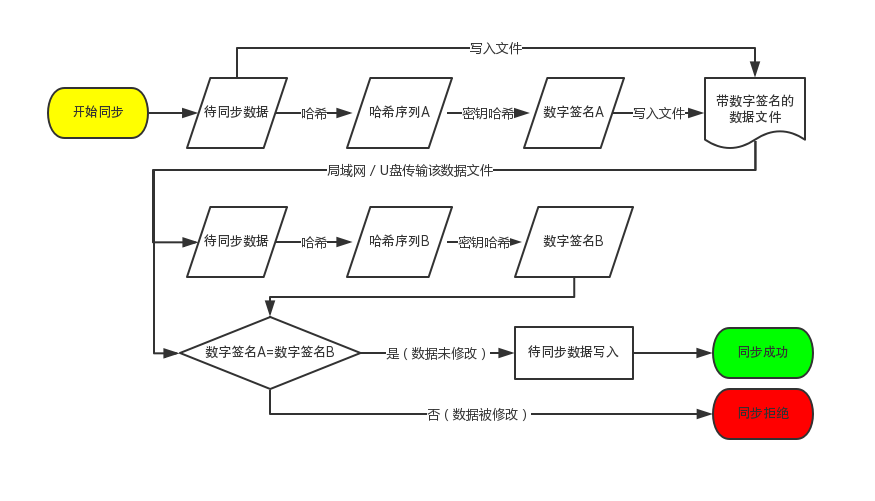 写入文件
开始同步
待同步数据
哈希
哈希序列A
密钥哈希
数字签名A
写入文件
带数字签名的
数据文件
局域网 / U盘传输该数据文件
待同步数据
哈希
哈希序列B
密钥哈希
数字签名B
数字签名A=数字签名B
是 ( 数据未修改 )
待同步数据写入
同步成功
否 ( 数据被修改 )
同步拒绝